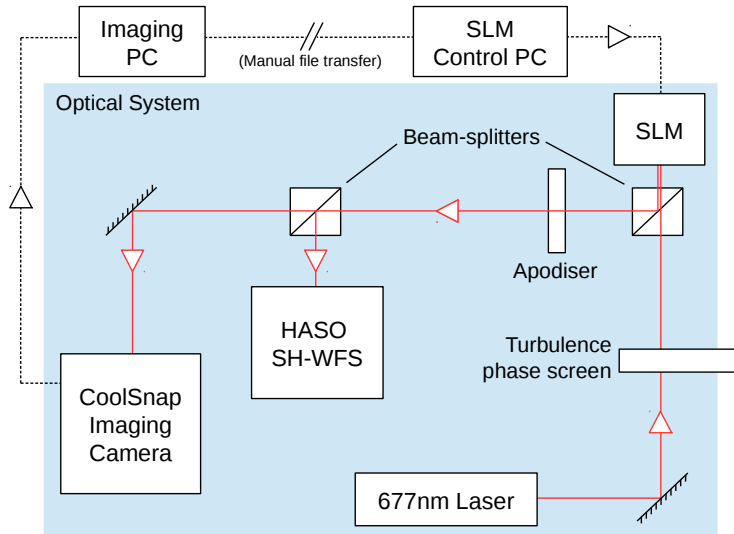 Imaging
PC
(Manual file transfer)
SLM
Control PC
Optical System
SLM
Beam-splitters
Apodiser
HASO
SH-WFS
Turbulence
phase screen
CoolSnap
Imaging
Camera
677nm Laser